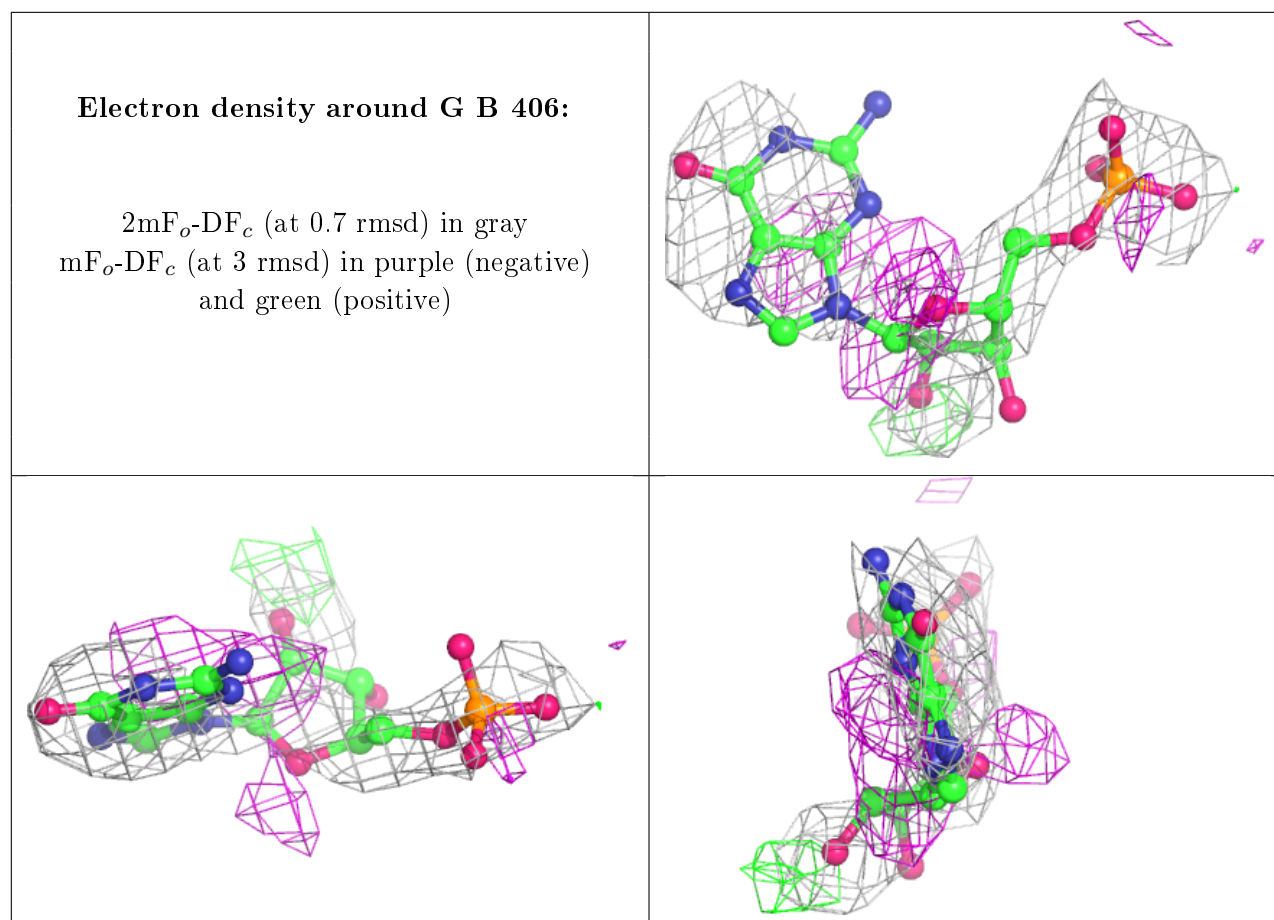 Electron density around G B 406:
2mFₒ-DF𝒸 (at 0.7 rmsd) in gray
mFₒ-DF𝒸 (at 3 rmsd) in purple (negative)
and green (positive)